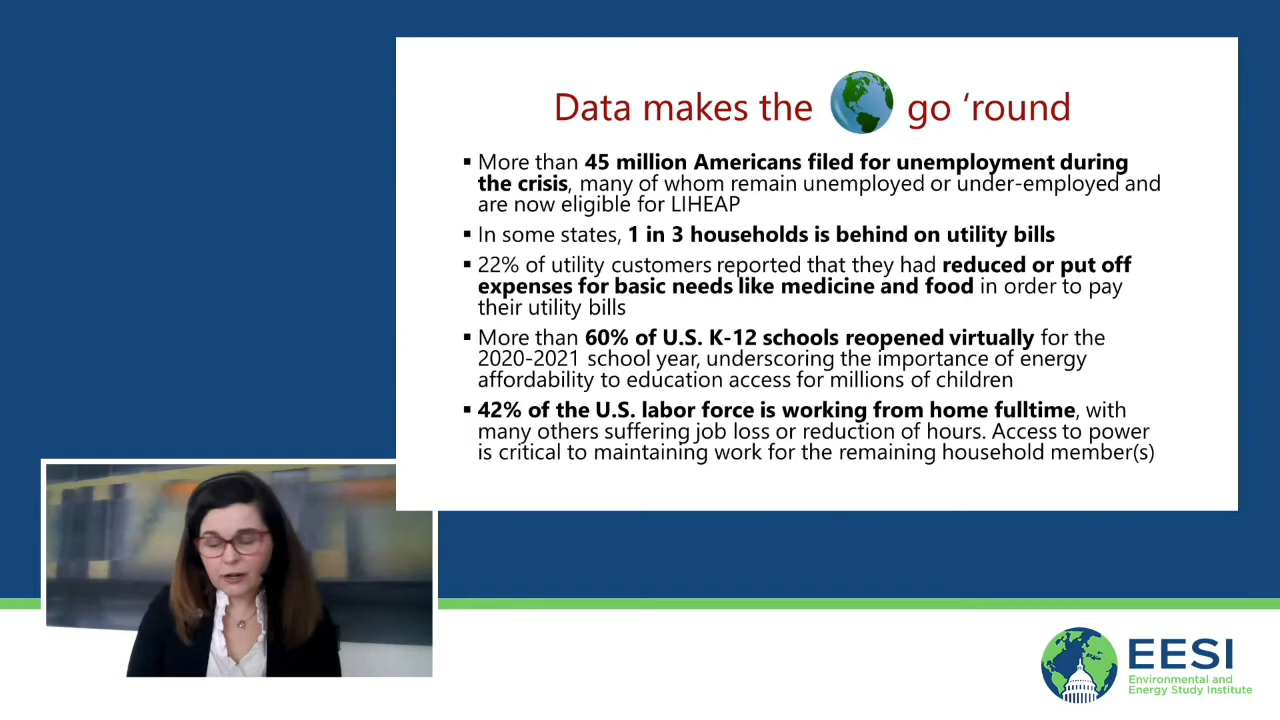 Data makes the go ‘round
▪ More than 45 million Americans filed for unemployment during
the crisis, many of whom remain unemployed or under-employed and
are now eligible for LIHEAP
▪ In some states, 1 in 3 households is behind on utility bills
▪ 22% of utility customers reported that they had reduced or put off
expenses for basic needs like medicine and food in order to pay
their utility bills
▪ More than 60% of U.S. K-12 schools reopened virtually for the
2020-2021 school year, underscoring the importance of energy
affordability to education access for millions of children
▪ 42% of the U.S. labor force is working from home fulltime, with
many others suffering job loss or reduction of hours. Access to power
is critical to maintaining work for the remaining household member(s)
EESI
Environmental and
Energy Study Institute